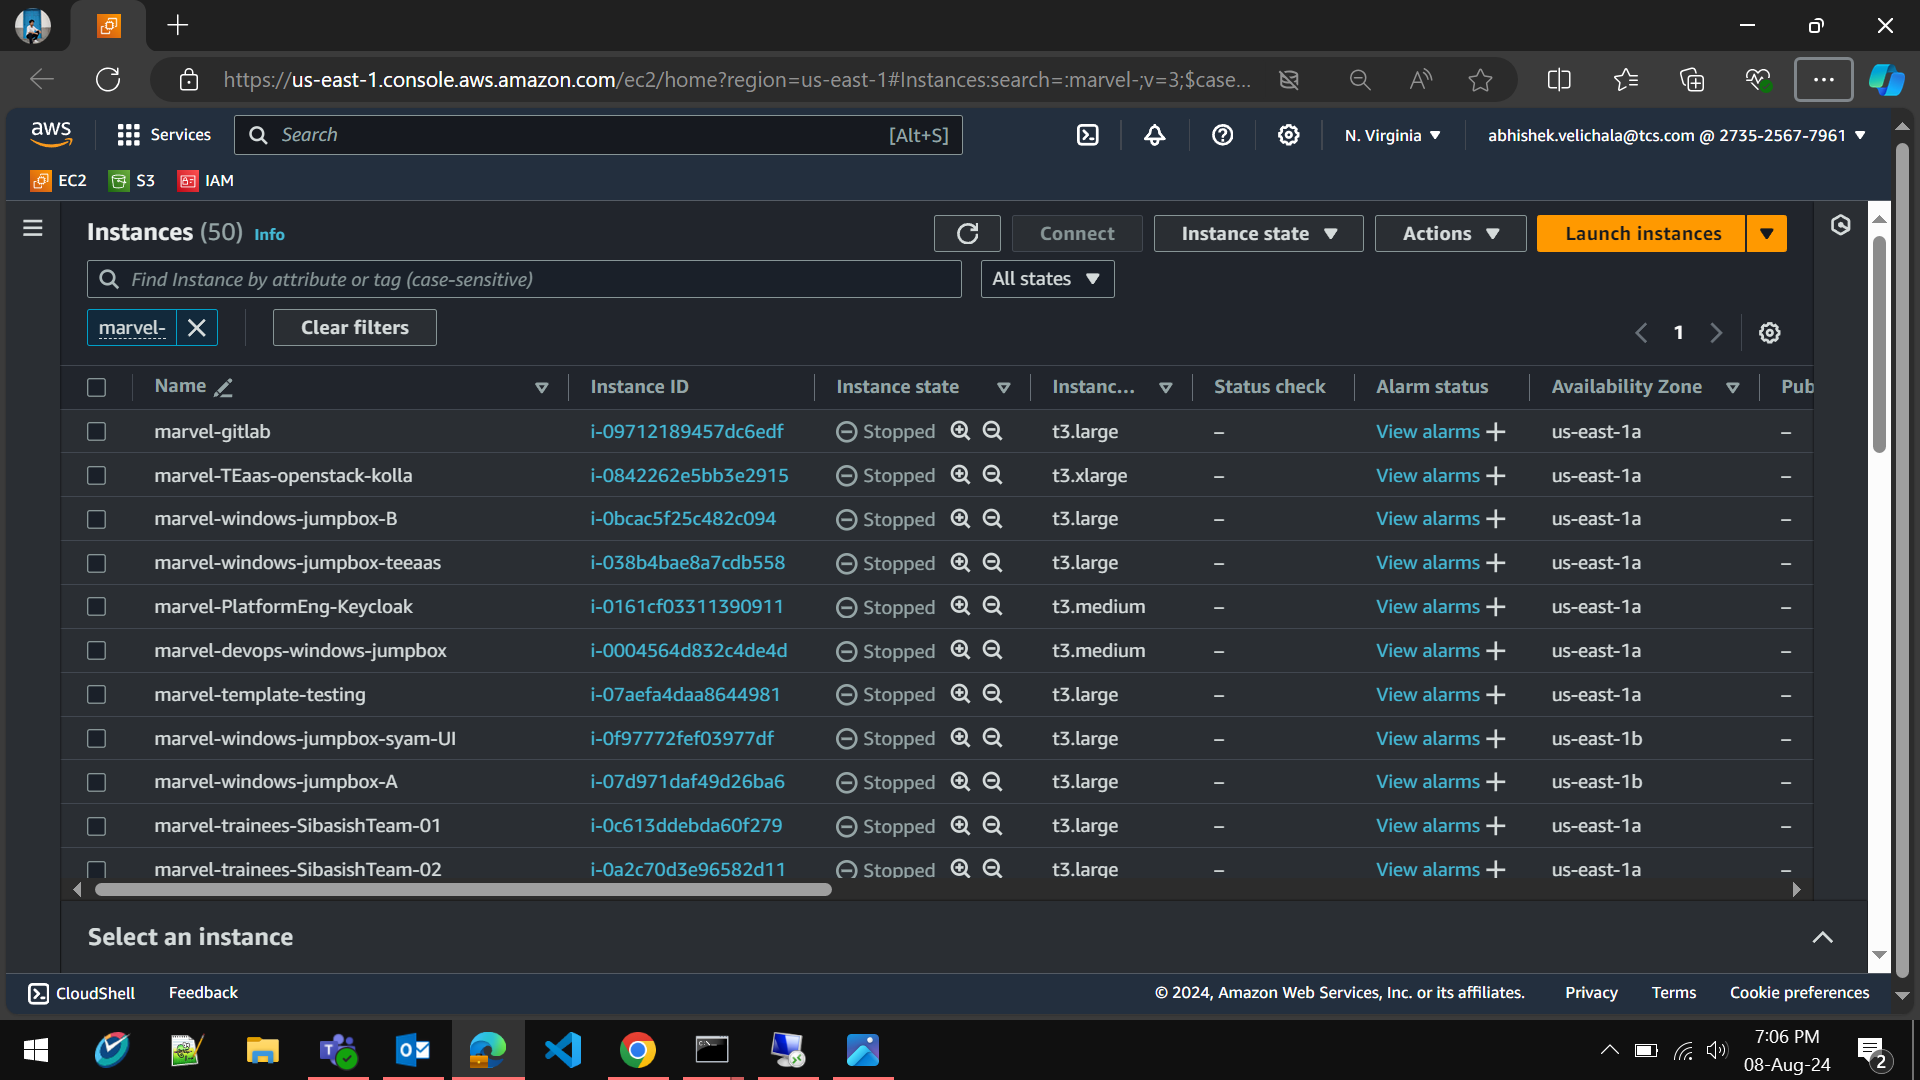 https://us-east-1.console.aws.amazon.com/ec2/home?region=us-east-1#Instances:search=:marvel-;v=3;$case...
aws Services Search [Alt+S] N. Virginia abhishek.velichala@tcs.com @ 2735-2567-7961
EC2 S3 IAM
Instances (50) Info Connect Instance state Actions Launch instances
Find Instance by attribute or tag (case-sensitive) All states
marvel- Clear filters 1
Name Instance ID Instance state Instanc... Status check Alarm status Availability Zone Pub
marvel-gitlab i-09712189457dc6edf Stopped t3.large – View alarms us-east-1a –
marvel-TEaas-openstack-kolla i-0842262e5bb3e2915 Stopped t3.xlarge – View alarms us-east-1a –
marvel-windows-jumpbox-B i-0bcac5f25c482c094 Stopped t3.large – View alarms us-east-1a –
marvel-windows-jumpbox-teeaas i-038b4bae8a7cdb558 Stopped t3.large – View alarms us-east-1a –
marvel-PlatformEng-Keycloak i-0161cf03311390911 Stopped t3.medium – View alarms us-east-1a –
marvel-devops-windows-jumpbox i-0004564d832c4de4d Stopped t3.medium – View alarms us-east-1a –
marvel-template-testing i-07aefa4daa8644981 Stopped t3.large – View alarms us-east-1a –
marvel-windows-jumpbox-syam-UI i-0f97772fef03977df Stopped t3.large – View alarms us-east-1b –
marvel-windows-jumpbox-A i-07d971daf49d26ba6 Stopped t3.large – View alarms us-east-1b –
marvel-trainees-SibasishTeam-01 i-0c613ddebda60f279 Stopped t3.large – View alarms us-east-1a –
marvel-trainees-SibasishTeam-02 i-0a2c70d3e96582d11 Stopped t3.large – View alarms us-east-1a –
Select an instance
CloudShell Feedback © 2024, Amazon Web Services, Inc. or its affiliates. Privacy Terms Cookie preferences
7:06 PM
08-Aug-24
2